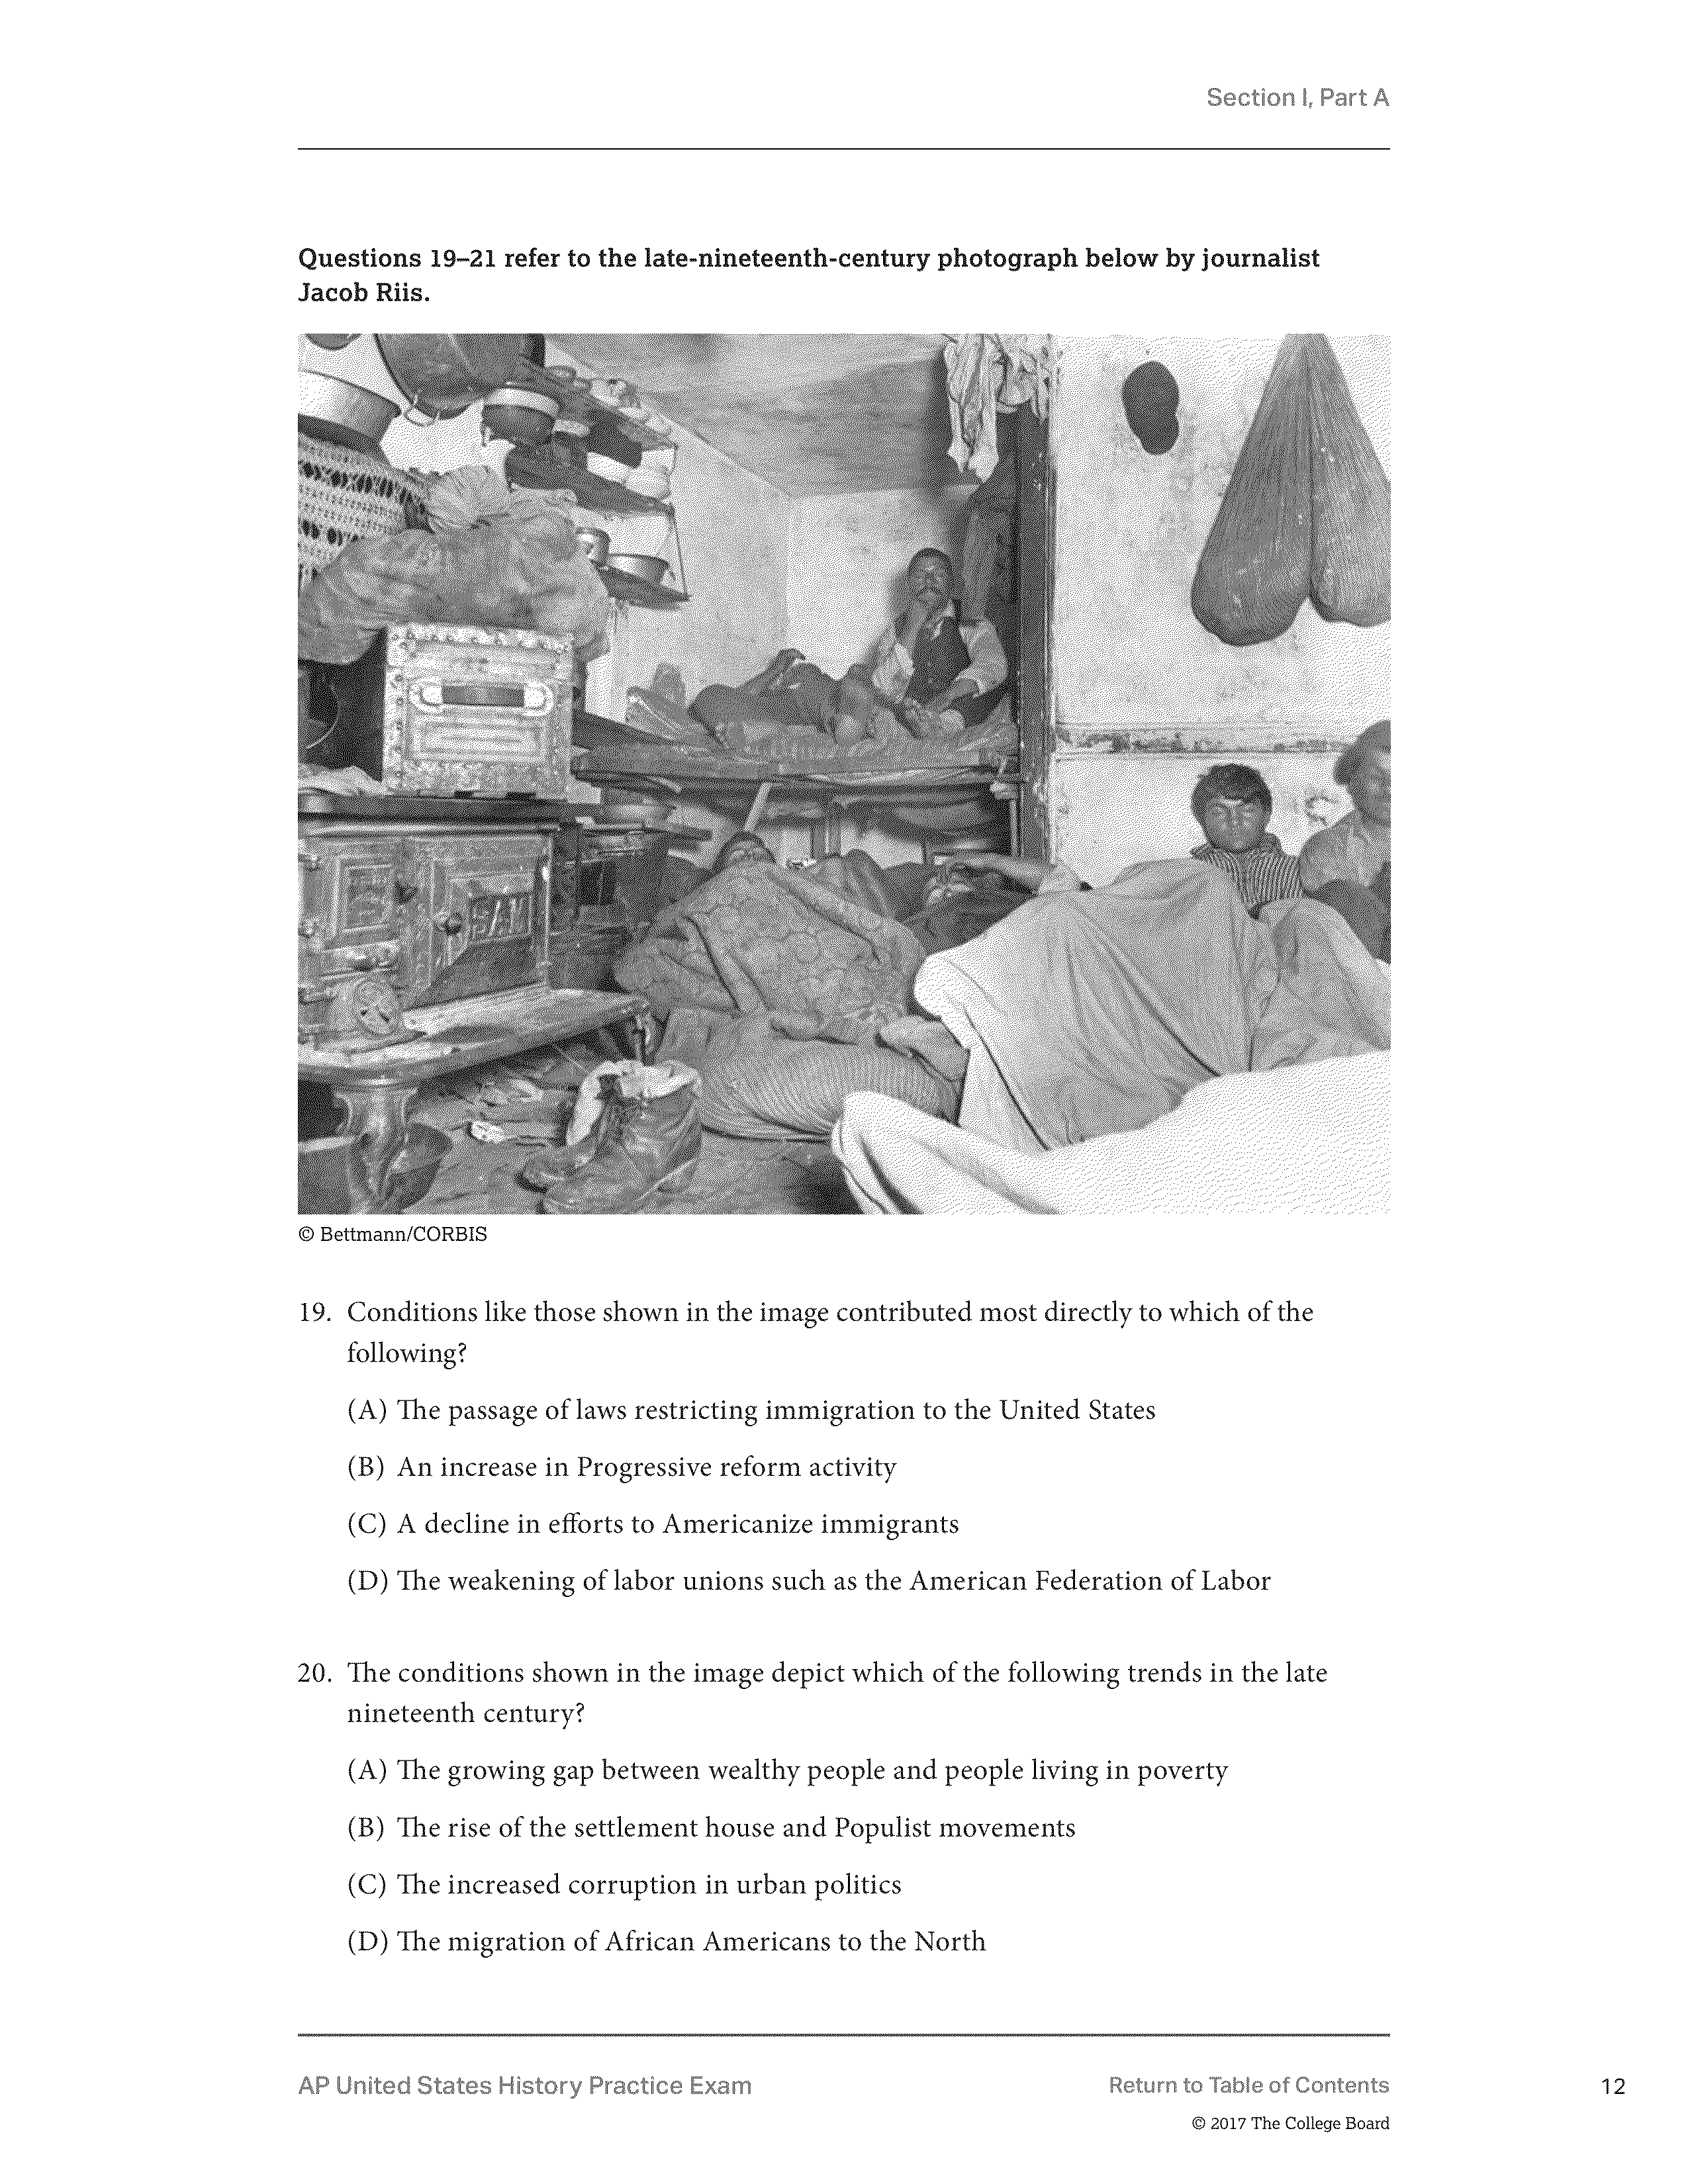 Section I, Part A
Questions 19–21 refer to the late-nineteenth-century photograph below by journalist
Jacob Riis.
© Bettmann/CORBIS
19. Conditions like those shown in the image contributed most directly to which of the
following?
(A) The passage of laws restricting immigration to the United States
(B) An increase in Progressive reform activity
(C) A decline in efforts to Americanize immigrants
(D) The weakening of labor unions such as the American Federation of Labor
20. The conditions shown in the image depict which of the following trends in the late
nineteenth century?
(A) The growing gap between wealthy people and people living in poverty
(B) The rise of the settlement house and Populist movements
(C) The increased corruption in urban politics
(D) The migration of African Americans to the North
AP United States History Practice Exam
Return to Table of Contents
12
© 2017 The College Board